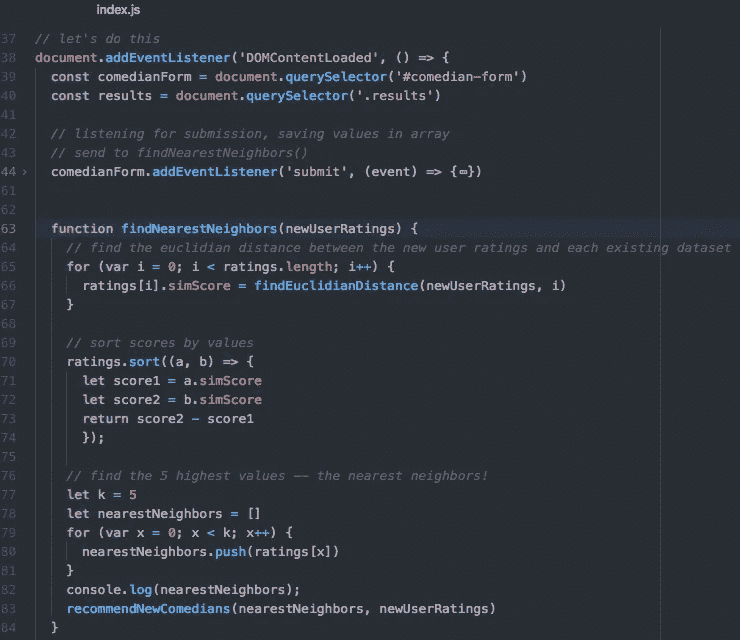 index.js
37 // let's do this
38 document.addEventListener('DOMContentLoaded', () => {
39 const comedianForm = document.querySelector('#comedian-form')
40 const results = document.querySelector('.results')
41
42 // listening for submission, saving values in array
43 // send to findNearestNeighbors()
44 › comedianForm.addEventListener('submit', (event) => {⋯})
61
62
63 function findNearestNeighbors(newUserRatings) {
64 // find the euclidian distance between the new user ratings and each existing dataset
65 for (var i = 0; i < ratings.length; i++) {
66 ratings[i].simScore = findEuclidianDistance(newUserRatings, i)
67 }
68
69 // sort scores by values
70 ratings.sort((a, b) => {
71 let score1 = a.simScore
72 let score2 = b.simScore
73 return score2 - score1
74 });
75
76 // find the 5 highest values -– the nearest neighbors!
77 let k = 5
78 let nearestNeighbors = []
79 for (var x = 0; x < k; x++) {
80 nearestNeighbors.push(ratings[x])
81 }
82 console.log(nearestNeighbors);
83 recommendNewComedians(nearestNeighbors, newUserRatings)
84 }